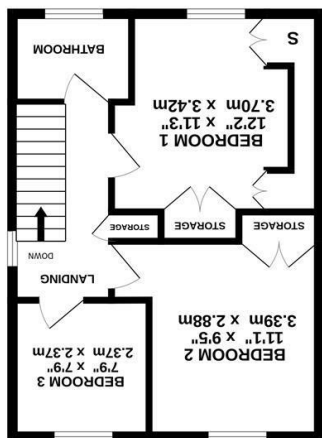 BEDROOM 3
7'9" x 7'9"
2.37m x 2.37m
BEDROOM 2
11'1" x 9'5"
3.39m x 2.88m
LANDING
DOWN
STORAGE
STORAGE
STORAGE
BEDROOM 1
12'2" x 11'3"
3.70m x 3.42m
BATHROOM
S